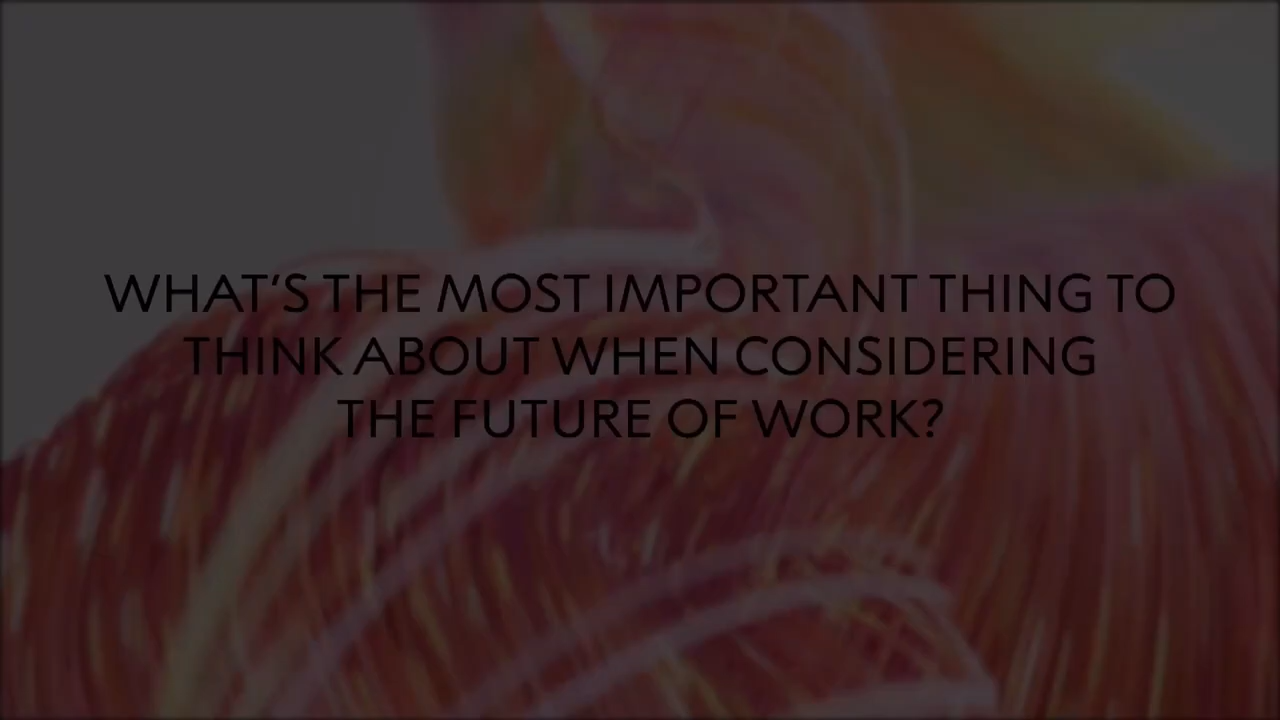 WHAT'S THE MOST IMPORTANT THING TO
THINK ABOUT WHEN CONSIDERING
THE FUTURE OF WORK?